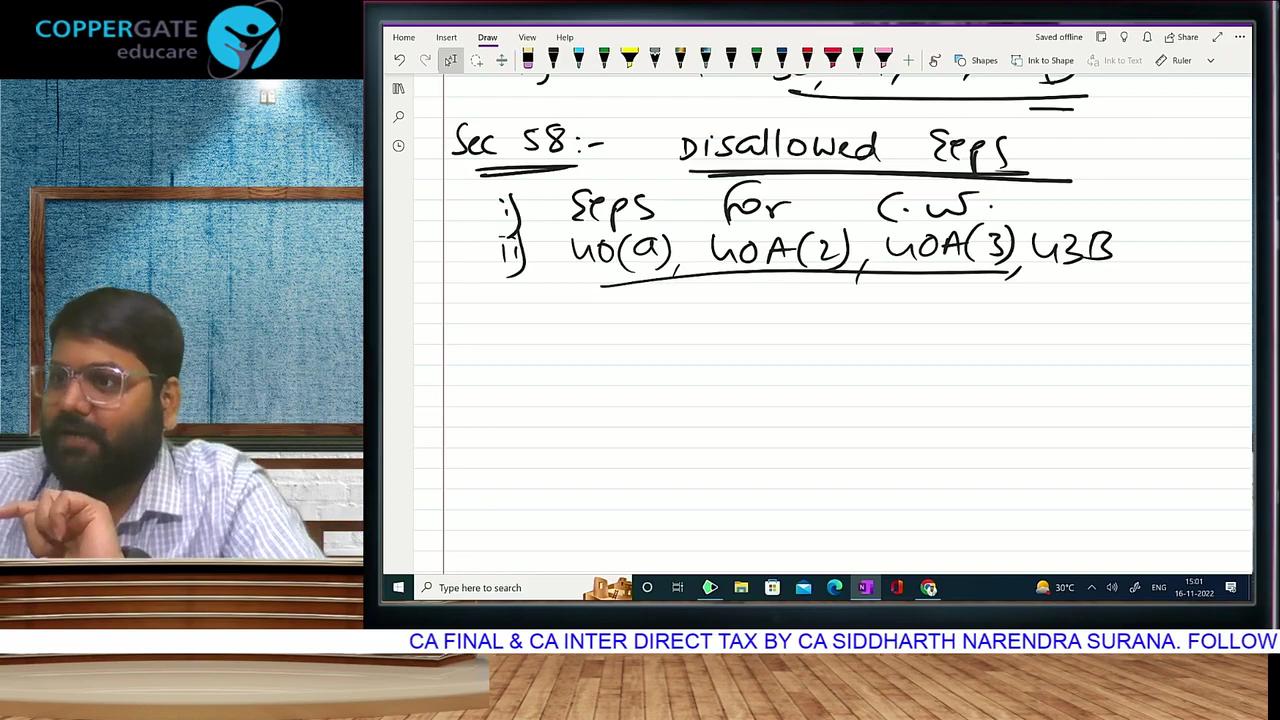 COPPERGATE
educare
Home Insert Draw View Help
Saved offline
Share
Shapes
Ink to Shape
Ink to Text
Ruler
Sec 58:- Disallowed Exps
i) Exps for C.W.
ii) 40(a), 40A(2), 40A(3), 43B
Type here to search
30°C
ENG
15:01
16-11-2022
CA FINAL & CA INTER DIRECT TAX BY CA SIDDHARTH NARENDRA SURANA. FOLLOW